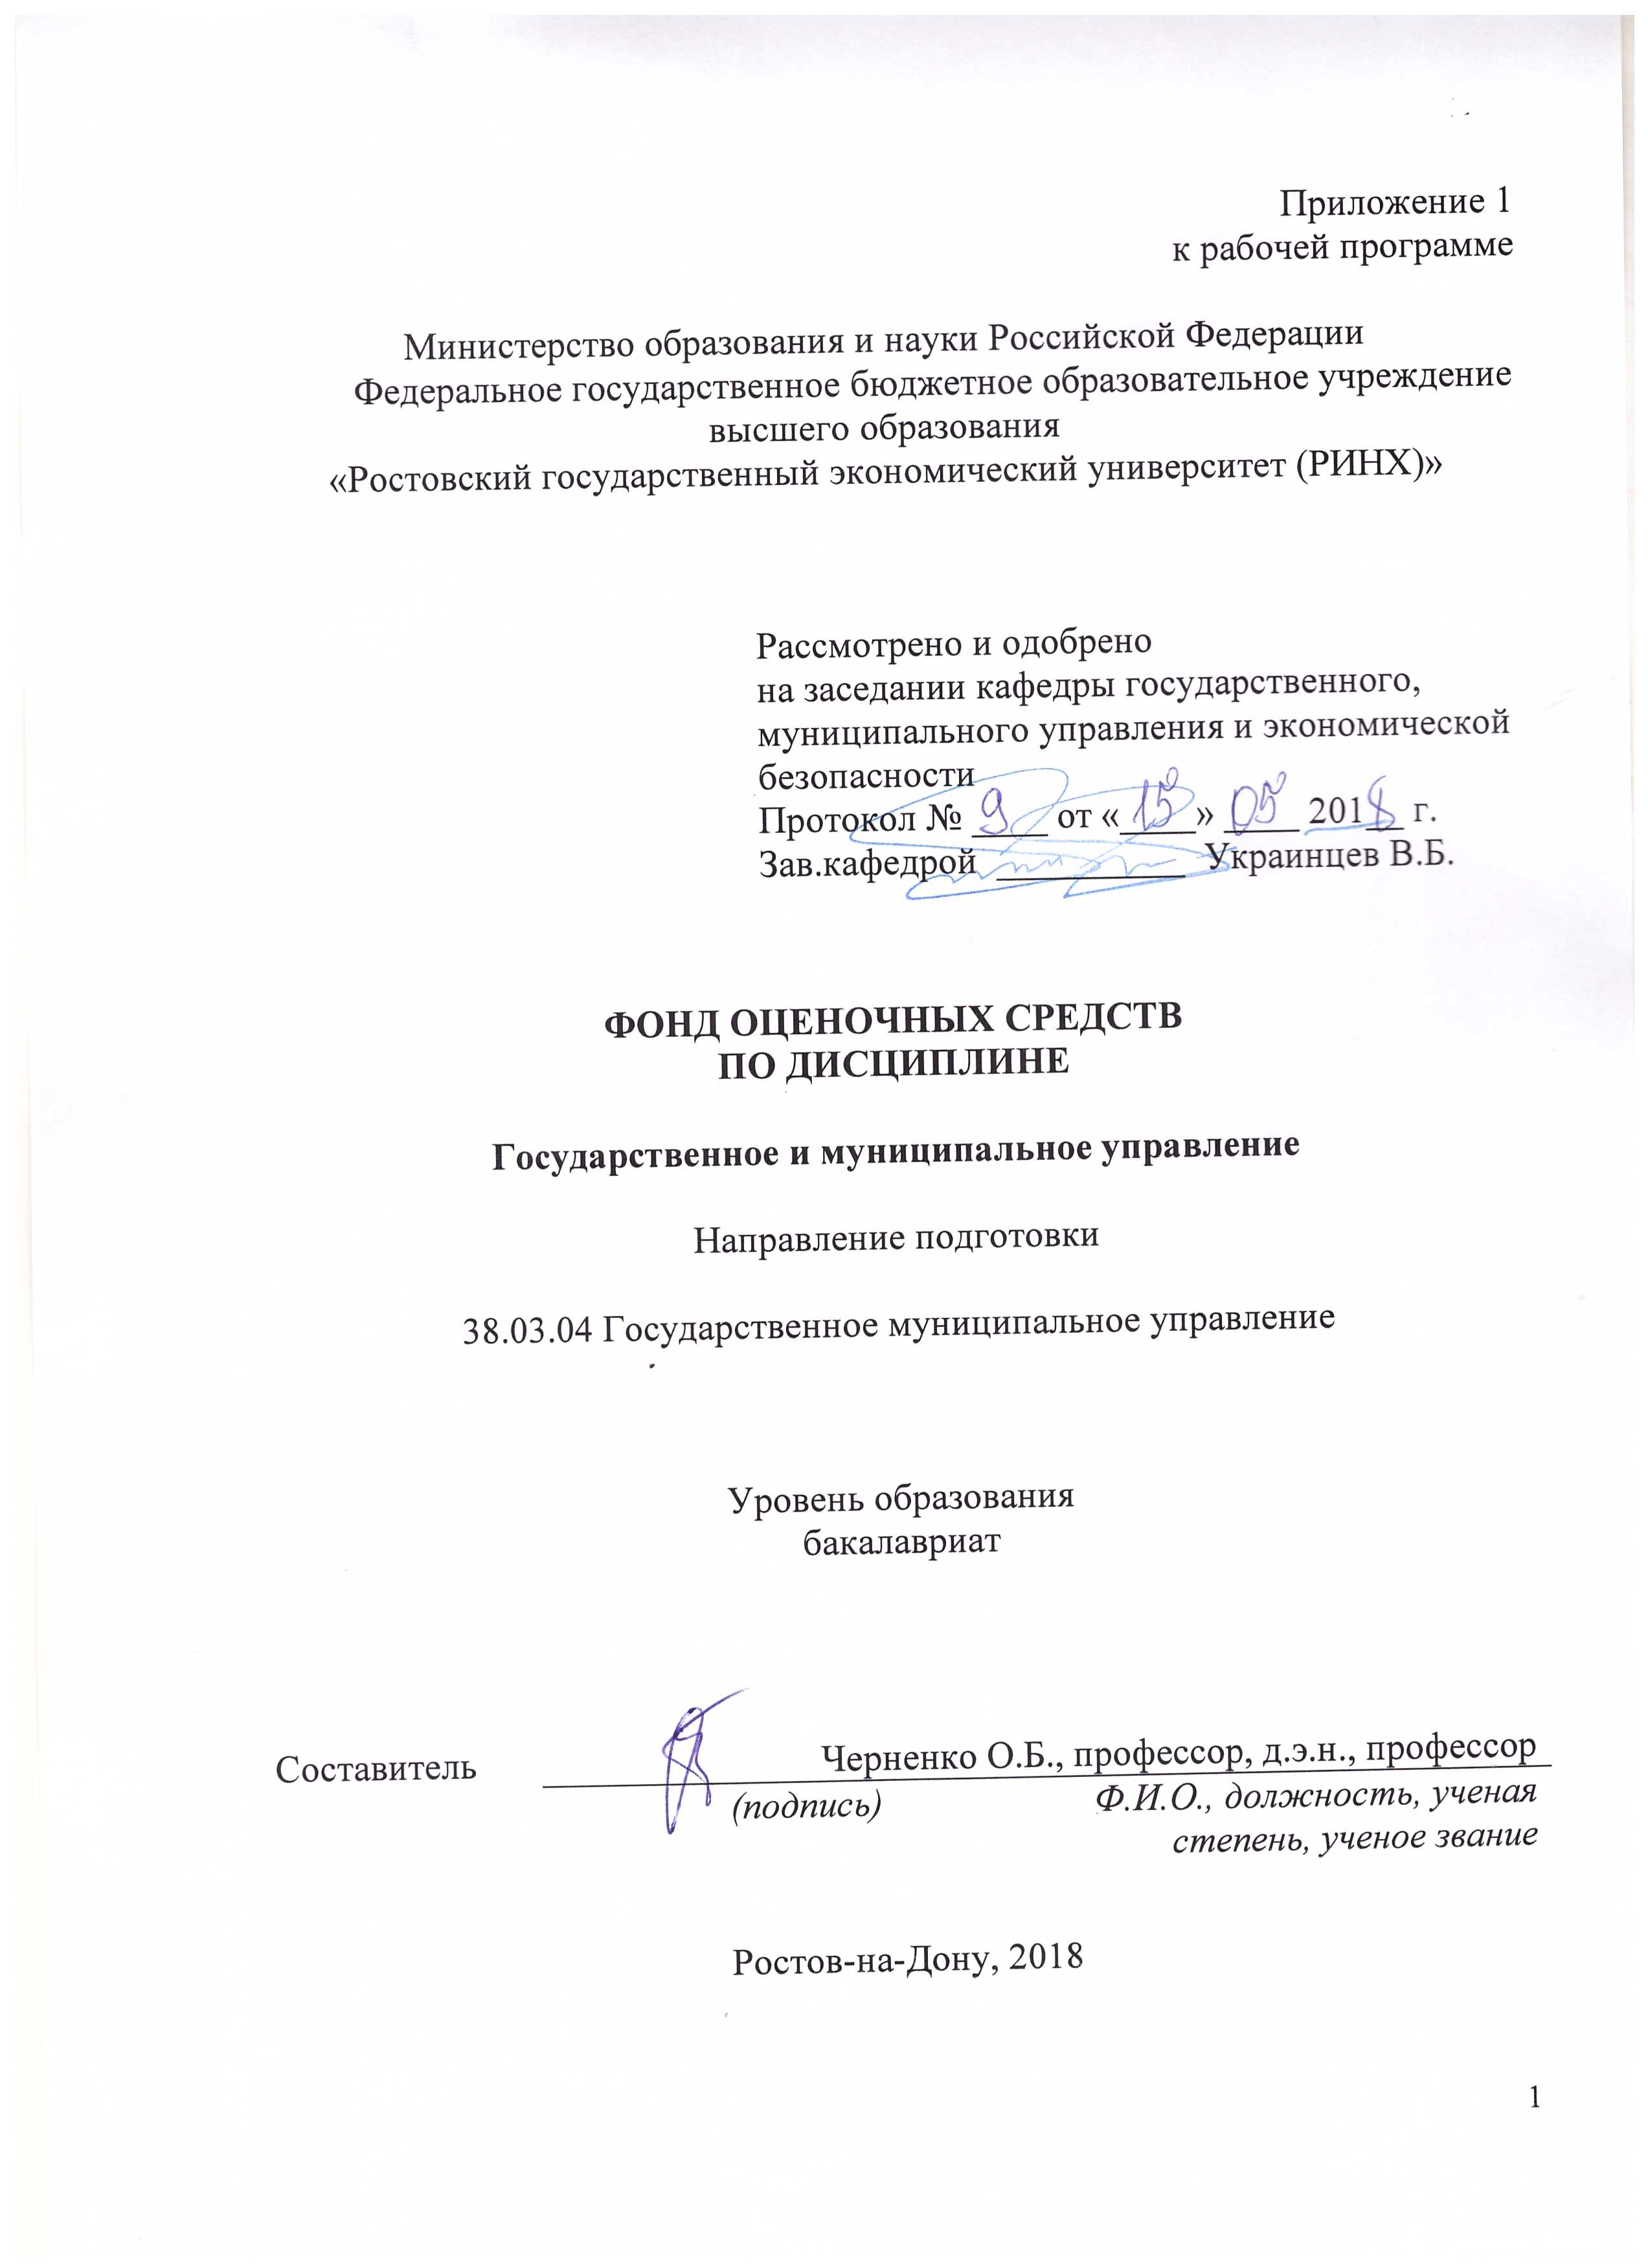 Приложение 1
к рабочей программе
Министерство образования и науки Российской Федерации
Федеральное государственное бюджетное образовательное учреждение
высшего образования
«Ростовский государственный экономический университет (РИНХ)»
Рассмотрено и одобрено
на заседании кафедры государственного,
муниципального управления и экономической
безопасности
Протокол № 9 от «15» 05 2018 г.
Зав.кафедрой Украинцев В.Б.
ФОНД ОЦЕНОЧНЫХ СРЕДСТВ
ПО ДИСЦИПЛИНЕ
Государственное и муниципальное управление
Направление подготовки
38.03.04 Государственное муниципальное управление
Уровень образования
бакалавриат
Составитель Черненко О.Б., профессор, д.э.н., профессор
(подпись) Ф.И.О., должность, ученая
степень, ученое звание
Ростов-на-Дону, 2018
1